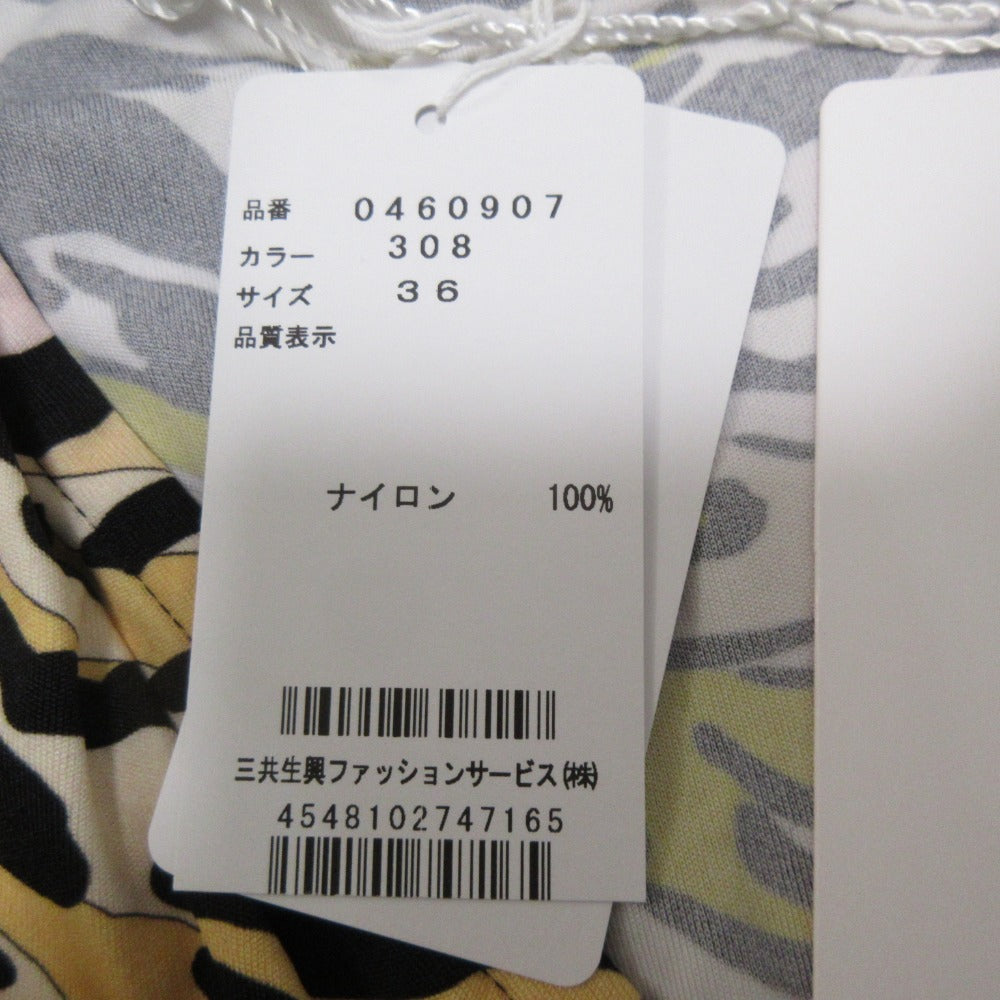 品番 0460907
カラー 308
サイズ 36
品質表示
ナイロン 100%
三共生興ファッションサービス㈱
4548102747165